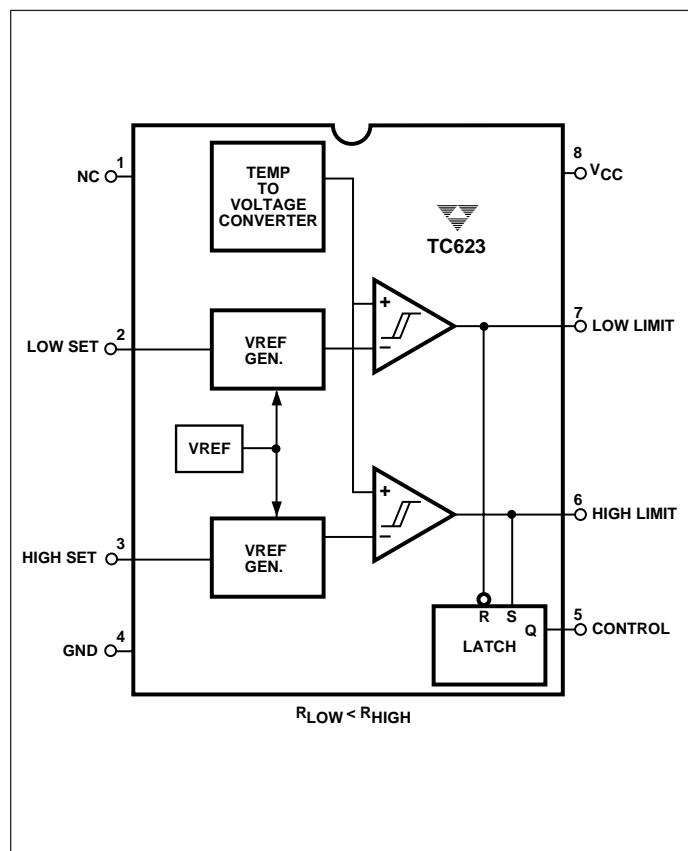 1
NC
TEMP
TO
VOLTAGE
CONVERTER
8
VCC
TC623
2
LOW SET
VREF
GEN.
+
−
7
LOW LIMIT
VREF
3
HIGH SET
VREF
GEN.
+
−
6
HIGH LIMIT
4
GND
R S
Q
LATCH
5
CONTROL
RLOW < RHIGH